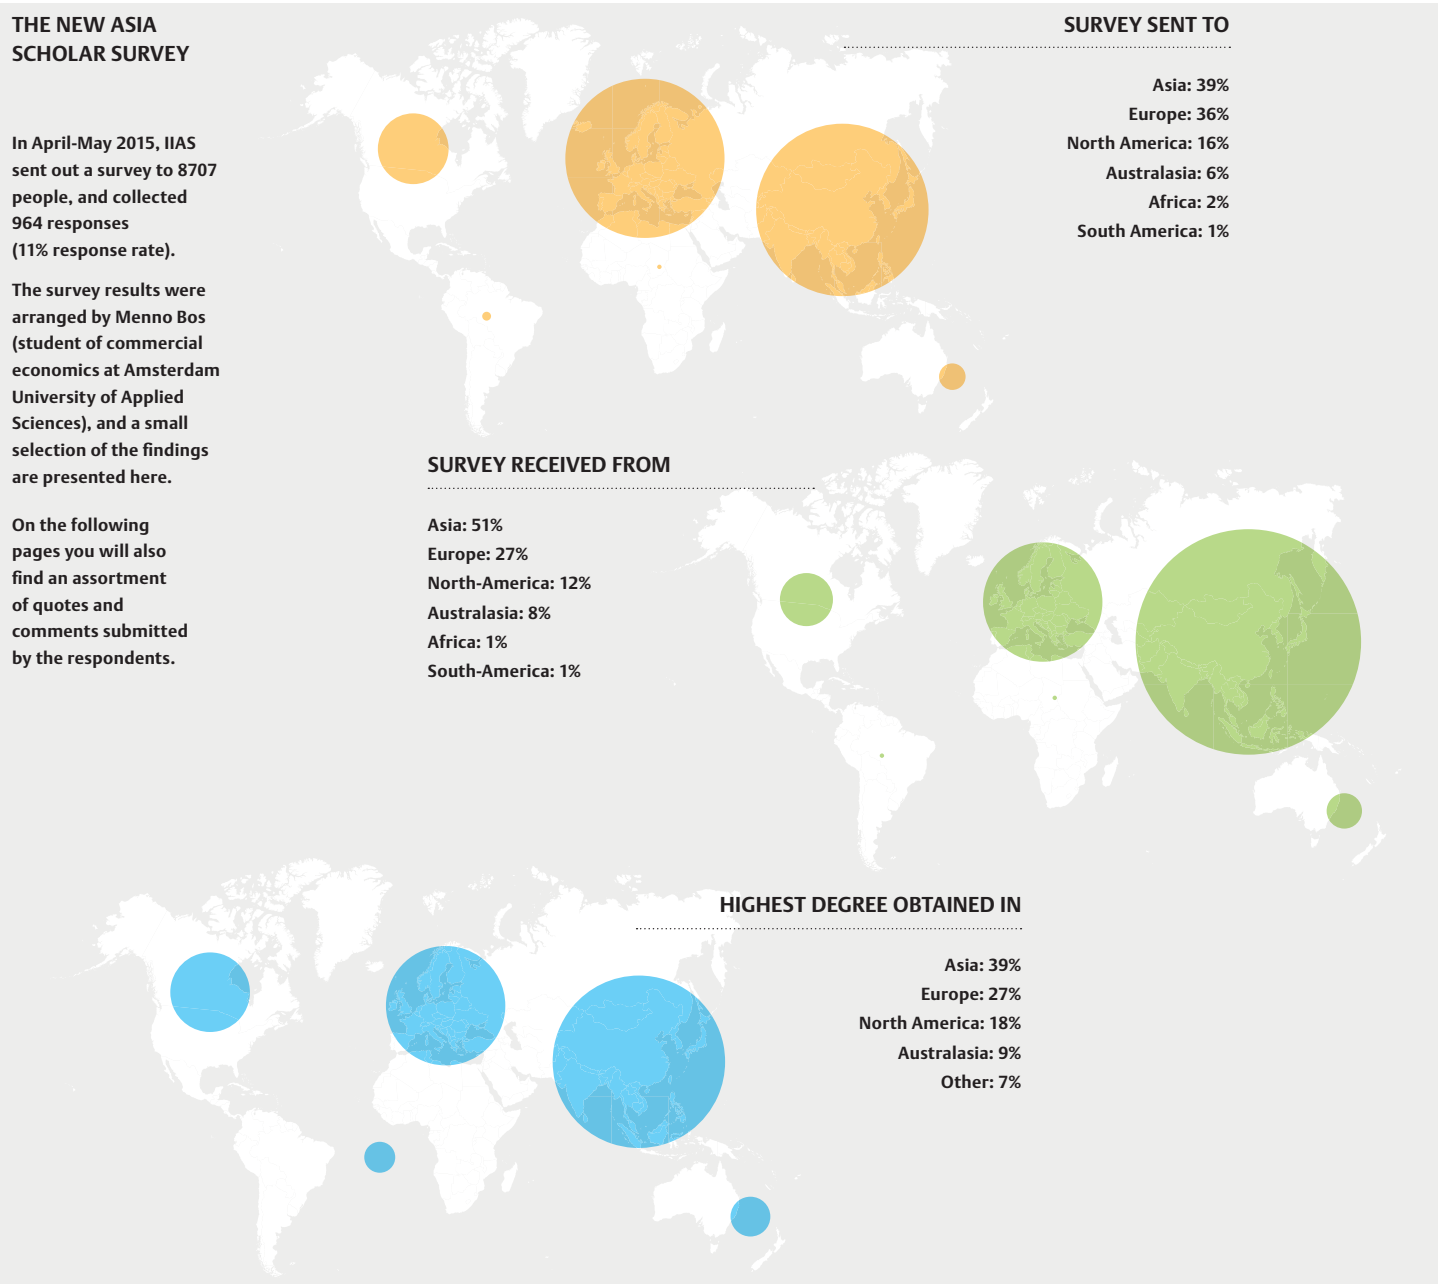 THE NEW ASIA
SCHOLAR SURVEY
In April-May 2015, IIAS
sent out a survey to 8707
people, and collected
964 responses
(11% response rate).
The survey results were
arranged by Menno Bos
(student of commercial
economics at Amsterdam
University of Applied
Sciences), and a small
selection of the findings
are presented here.
On the following
pages you will also
find an assortment
of quotes and
comments submitted
by the respondents.
SURVEY SENT TO
Asia: 39%
Europe: 36%
North America: 16%
Australasia: 6%
Africa: 2%
South America: 1%
SURVEY RECEIVED FROM
Asia: 51%
Europe: 27%
North-America: 12%
Australasia: 8%
Africa: 1%
South-America: 1%
HIGHEST DEGREE OBTAINED IN
Asia: 39%
Europe: 27%
North America: 18%
Australasia: 9%
Other: 7%